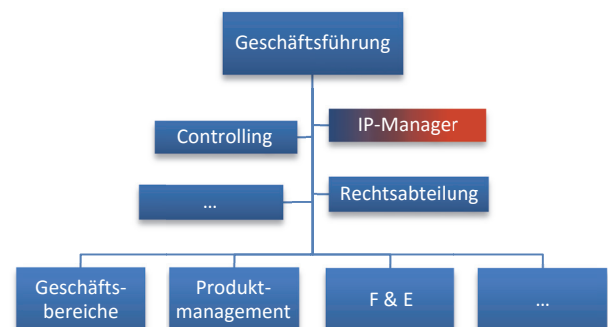 Geschäftsführung
IP-Manager
Controlling
Rechtsabteilung
...
Geschäfts-
bereiche
Produkt-
management
F & E
...